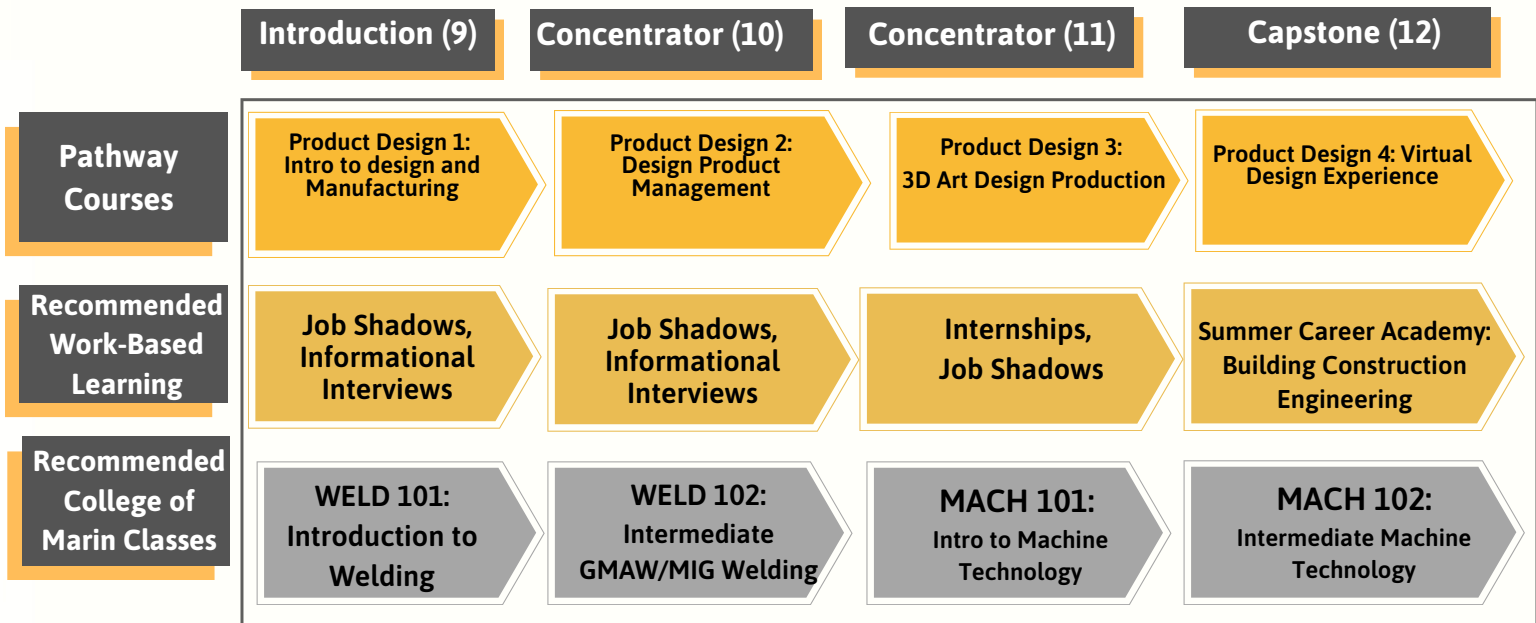 Introduction (9)
Concentrator (10)
Concentrator (11)
Capstone (12)
Pathway
Courses
Product Design 1:
Intro to design and
Manufacturing
Product Design 2:
Design Product
Management
Product Design 3:
3D Art Design Production
Product Design 4: Virtual
Design Experience
Recommended
Work-Based
Learning
Job Shadows,
Informational
Interviews
Job Shadows,
Informational
Interviews
Internships,
Job Shadows
Summer Career Academy:
Building Construction
Engineering
Recommended
College of
Marin Classes
WELD 101:
Introduction to
Welding
WELD 102:
Intermediate
GMAW/MIG Welding
MACH 101:
Intro to Machine
Technology
MACH 102:
Intermediate Machine
Technology